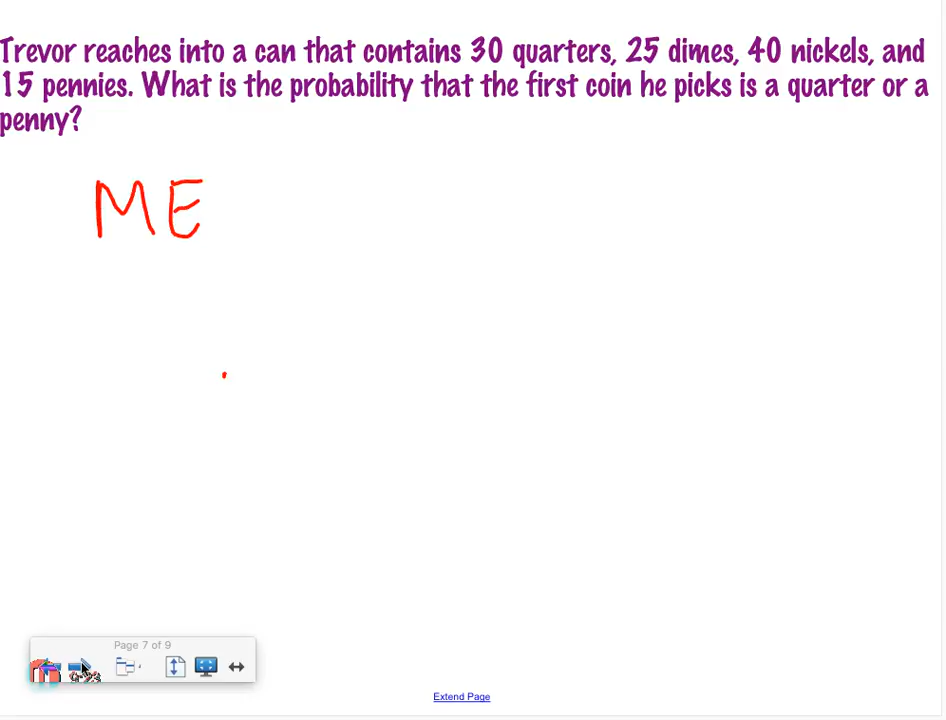 Trevor reaches into a can that contains 30 quarters, 25 dimes, 40 nickels, and
15 pennies. What is the probability that the first coin he picks is a quarter or a
penny?
ME
Page 7 of 9
Extend Page